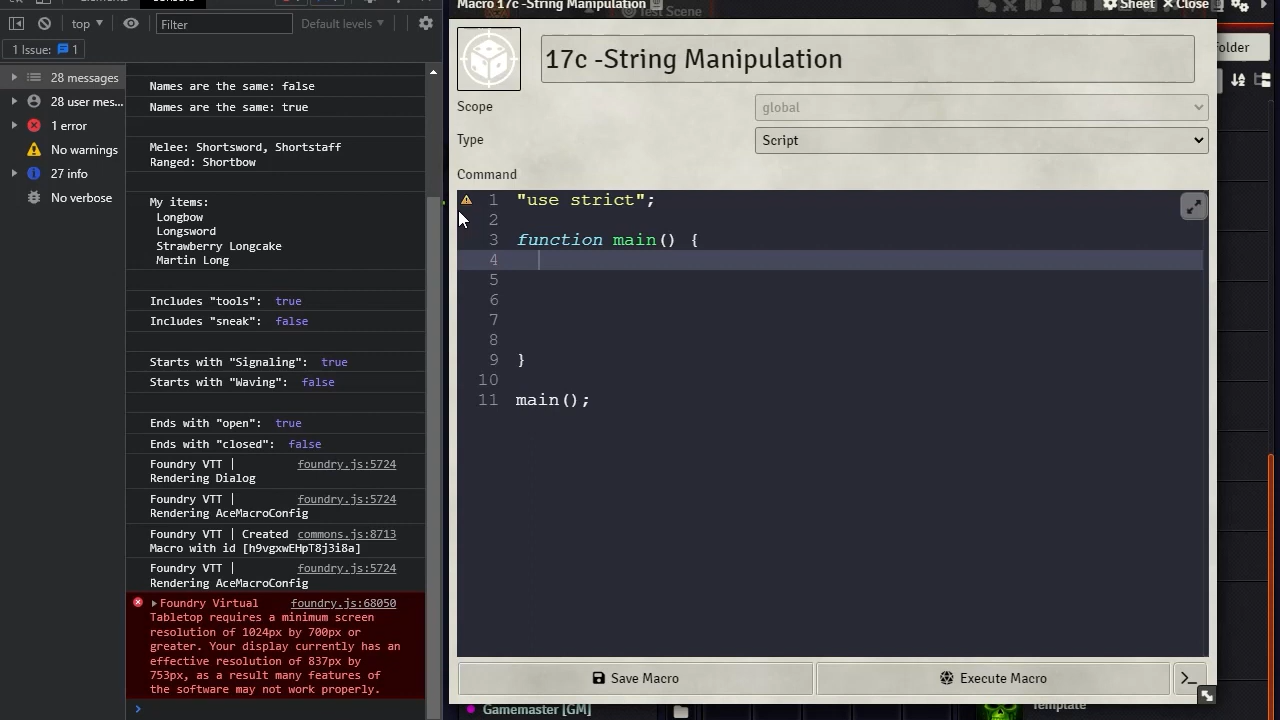 top
Filter
Default levels
1 Issue: 1
28 messages
28 user mes...
1 error
No warnings
27 info
No verbose
Names are the same: false
Names are the same: true
Melee: Shortsword, Shortstaff
Ranged: Shortbow
My items:
Longbow
Longsword
Strawberry Longcake
Martin Long
Includes "tools": true
Includes "sneak": false
Starts with "Signaling": true
Starts with "Waving": false
Ends with "open": true
Ends with "closed": false
Foundry VTT | foundry.js:5724
Rendering Dialog
Foundry VTT | foundry.js:5724
Rendering AceMacroConfig
Foundry VTT | Created commons.js:8713
Macro with id [h9vgxwEHpT8j3i8a]
Foundry VTT | foundry.js:5724
Rendering AceMacroConfig
Foundry Virtual foundry.js:68050
Tabletop requires a minimum screen
resolution of 1024px by 700px or
greater. Your display currently has an
effective resolution of 837px by
753px, as a result many features of
the software may not work properly.
Macro 17c -String Manipulation
Test Scene
Sheet
Close
17c -String Manipulation
Scope
global
Type
Script
Command
1 "use strict";
2
3 function main() {
4
5
6
7
8
9 }
10
11 main();
Save Macro
Execute Macro
Gamemaster [GM]
Template
older